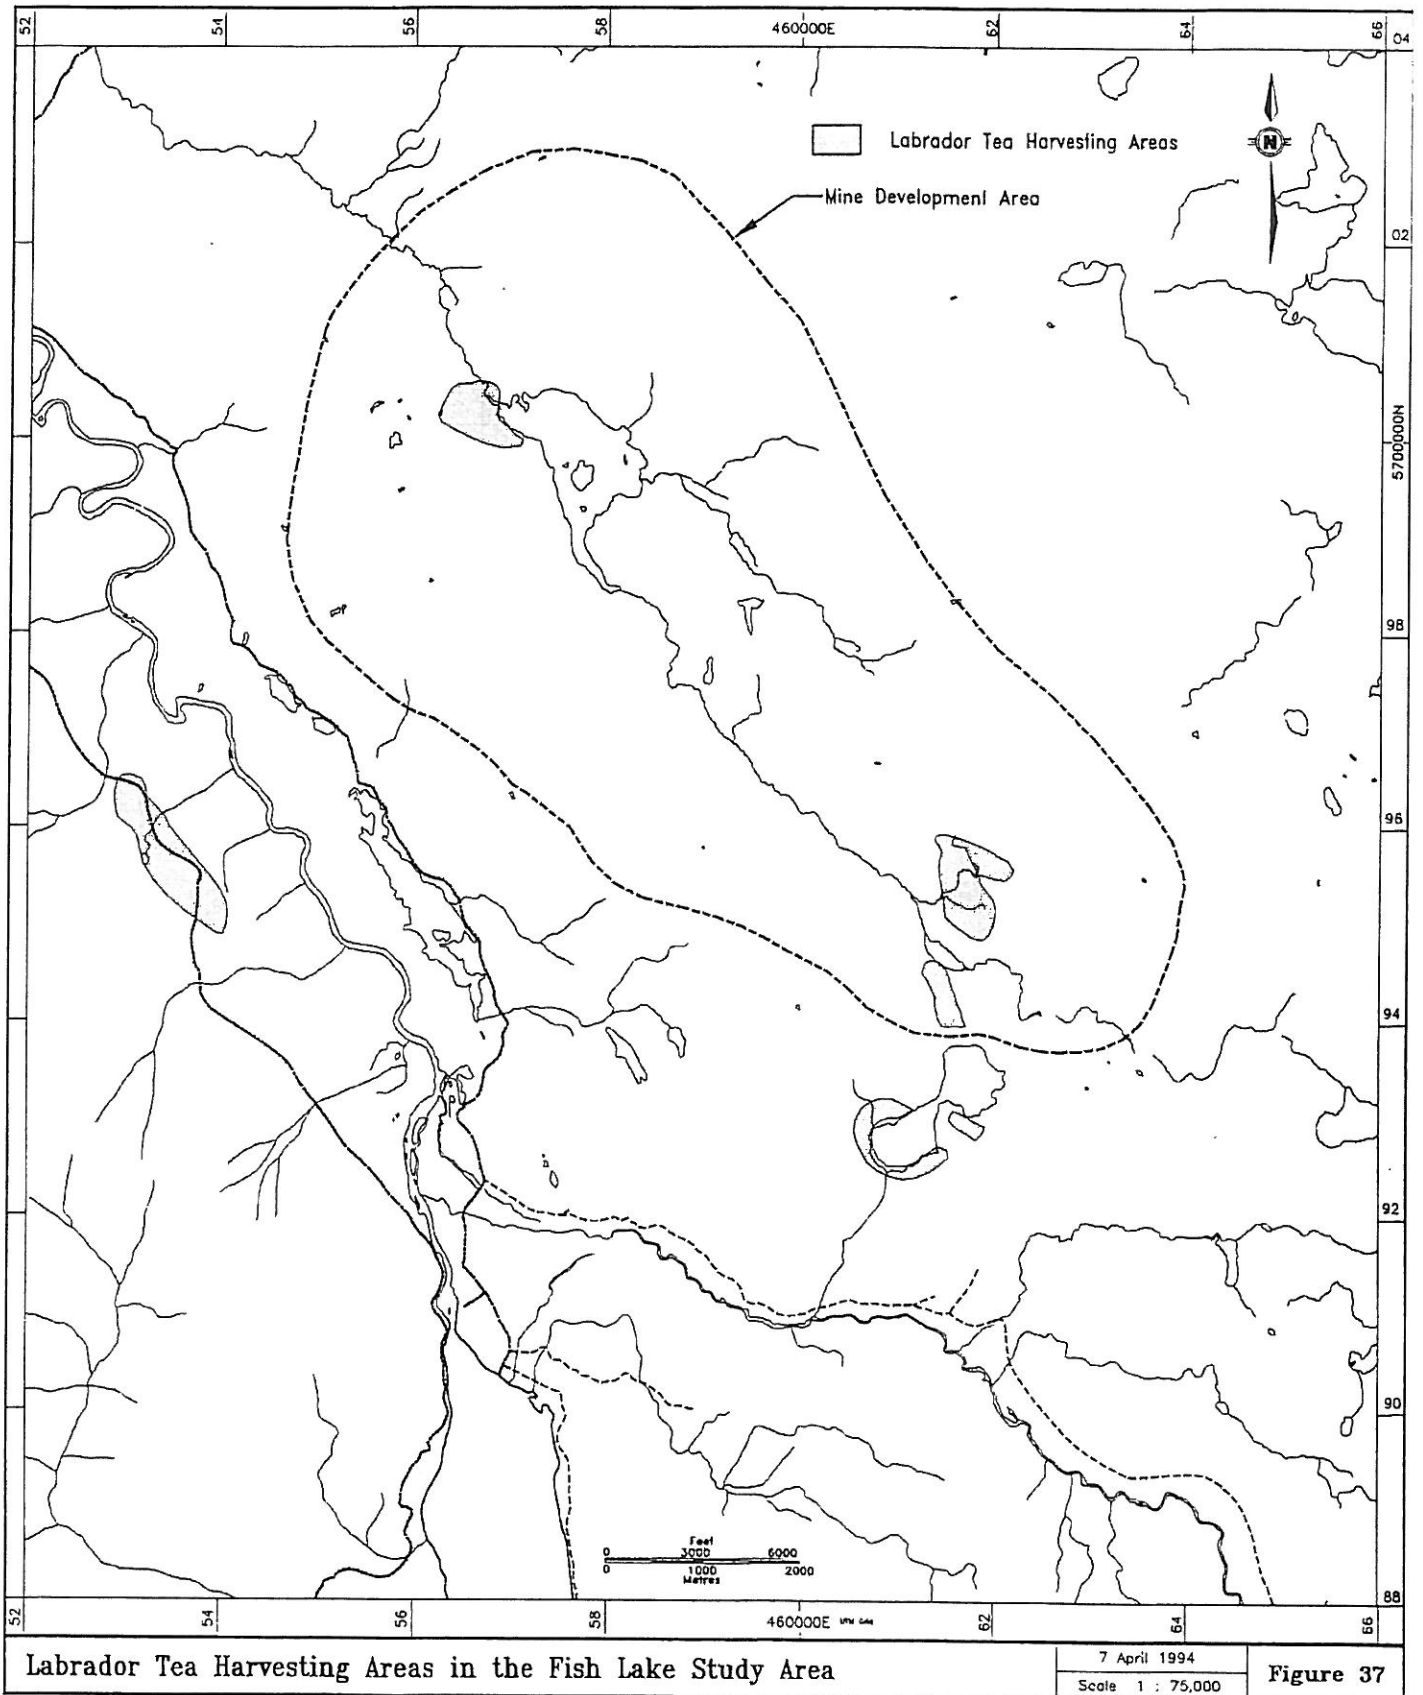 52 54 56 58 460000E 62 64 66
04
Labrador Tea Harvesting Areas
N
Mine Development Area
02
5700000N
98
96
94
92
90
88
Feet
0 3000 6000
0 1000 2000
Metres
52 54 56 58 460000E 62 64 66
Labrador Tea Harvesting Areas in the Fish Lake Study Area
7 April 1994
Scale 1 : 75,000
Figure 37